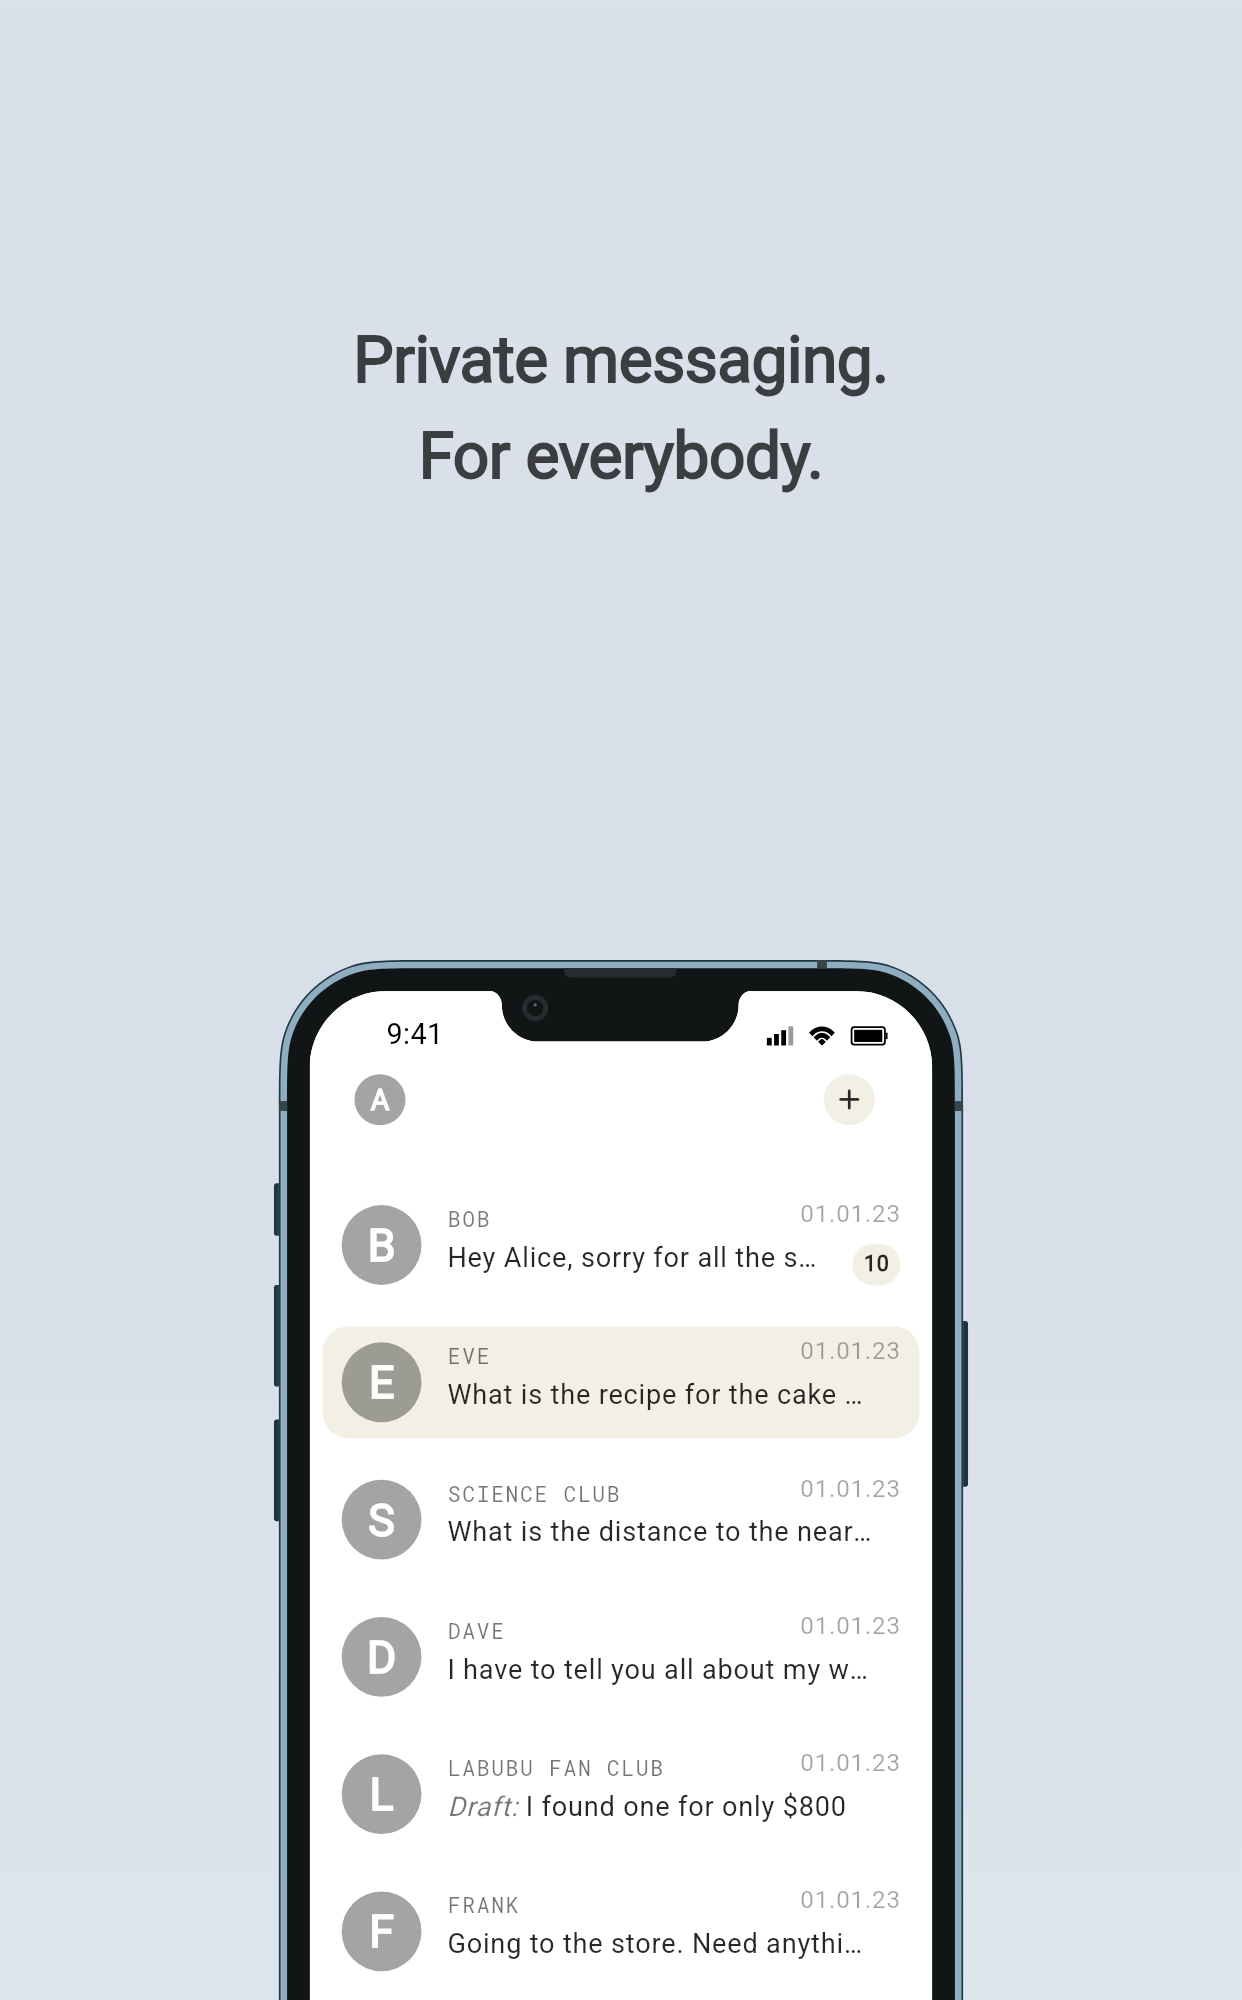 Private messaging.
For everybody.
9:41
A
+
B
BOB
01.01.23
Hey Alice, sorry for all the s…
10
E
EVE
01.01.23
What is the recipe for the cake …
S
SCIENCE CLUB
01.01.23
What is the distance to the near…
D
DAVE
01.01.23
I have to tell you all about my w…
L
LABUBU FAN CLUB
01.01.23
Draft: I found one for only $800
F
FRANK
01.01.23
Going to the store. Need anythi…